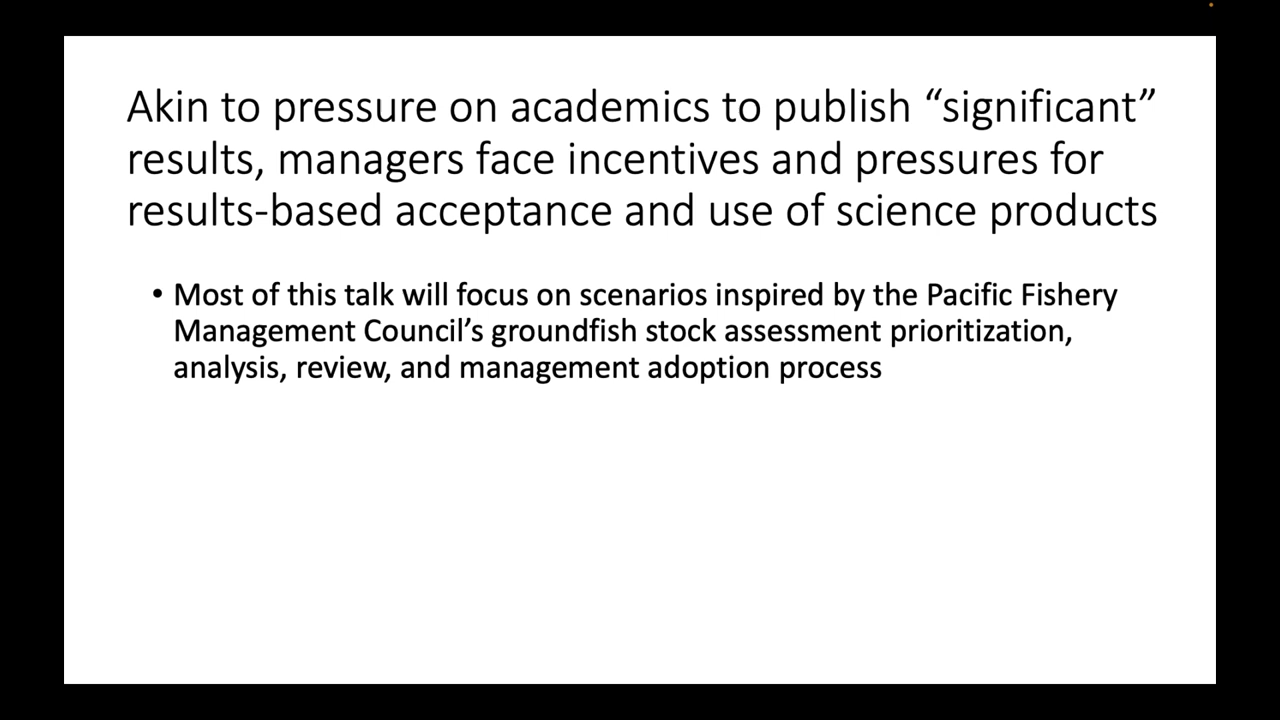 Akin to pressure on academics to publish “significant”
results, managers face incentives and pressures for
results-based acceptance and use of science products
• Most of this talk will focus on scenarios inspired by the Pacific Fishery
Management Council’s groundfish stock assessment prioritization,
analysis, review, and management adoption process